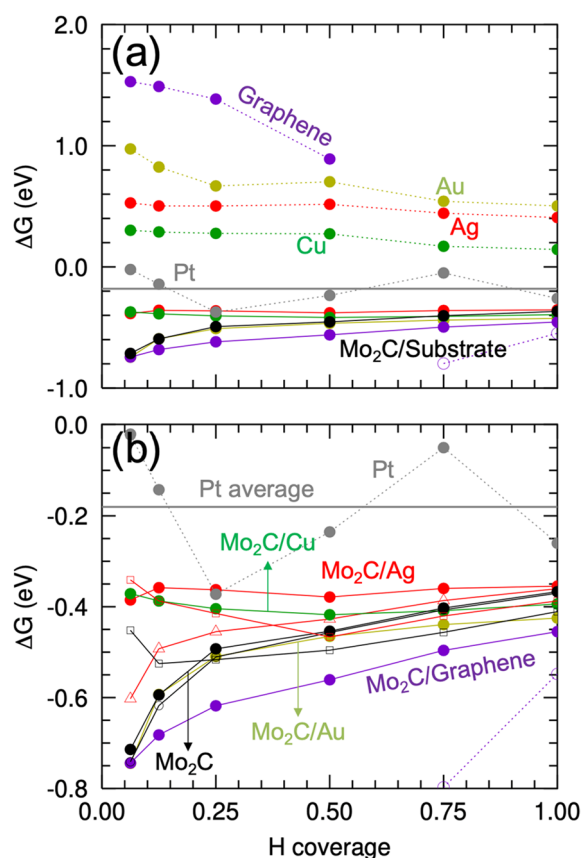 2.0
(a)
Graphene
1.0
Au
Ag
Cu
ΔG (eV)
0.0
Pt
Mo₂C/Substrate
-1.0
0.0
(b)
Pt
Pt average
-0.2
Mo₂C/Cu
Mo₂C/Ag
ΔG (eV)
-0.4
-0.6
Mo₂C/Graphene
Mo₂C/Au
Mo₂C
-0.8
0.00 0.25 0.50 0.75 1.00
H coverage